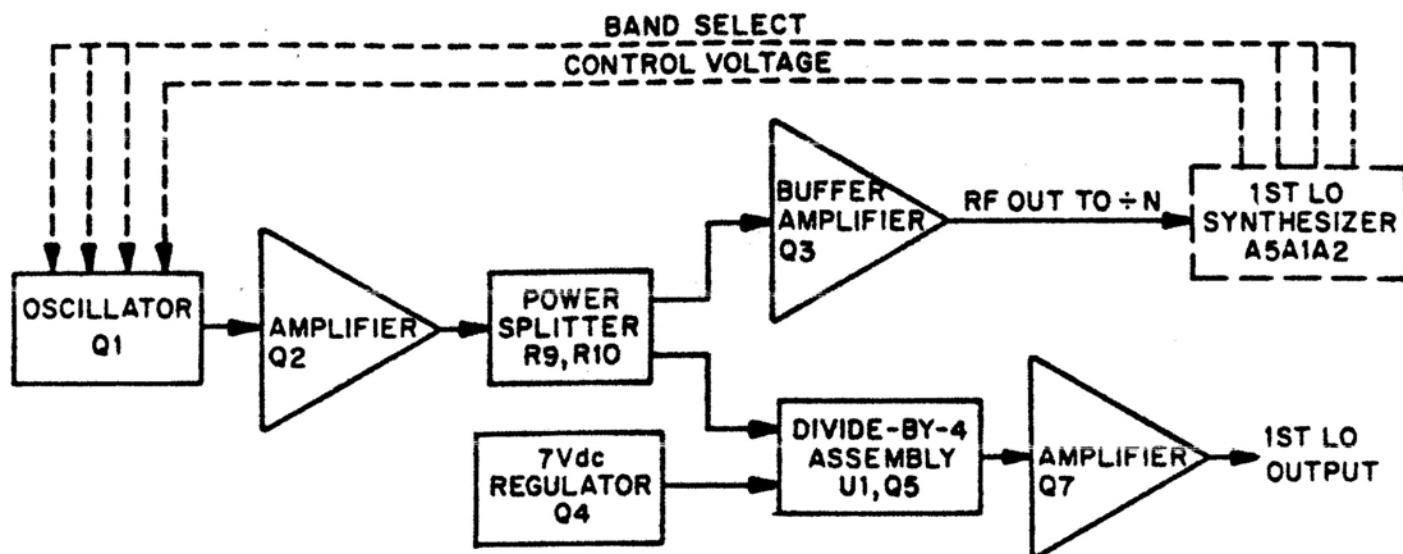 BAND SELECT
CONTROL VOLTAGE
BUFFER
AMPLIFIER
Q3
RF OUT TO ÷ N
1ST LO
SYNTHESIZER
A5A1A2
OSCILLATOR
Q1
AMPLIFIER
Q2
POWER
SPLITTER
R9, R10
7Vdc
REGULATOR
Q4
DIVIDE-BY-4
ASSEMBLY
U1, Q5
AMPLIFIER
Q7
1ST LO
OUTPUT